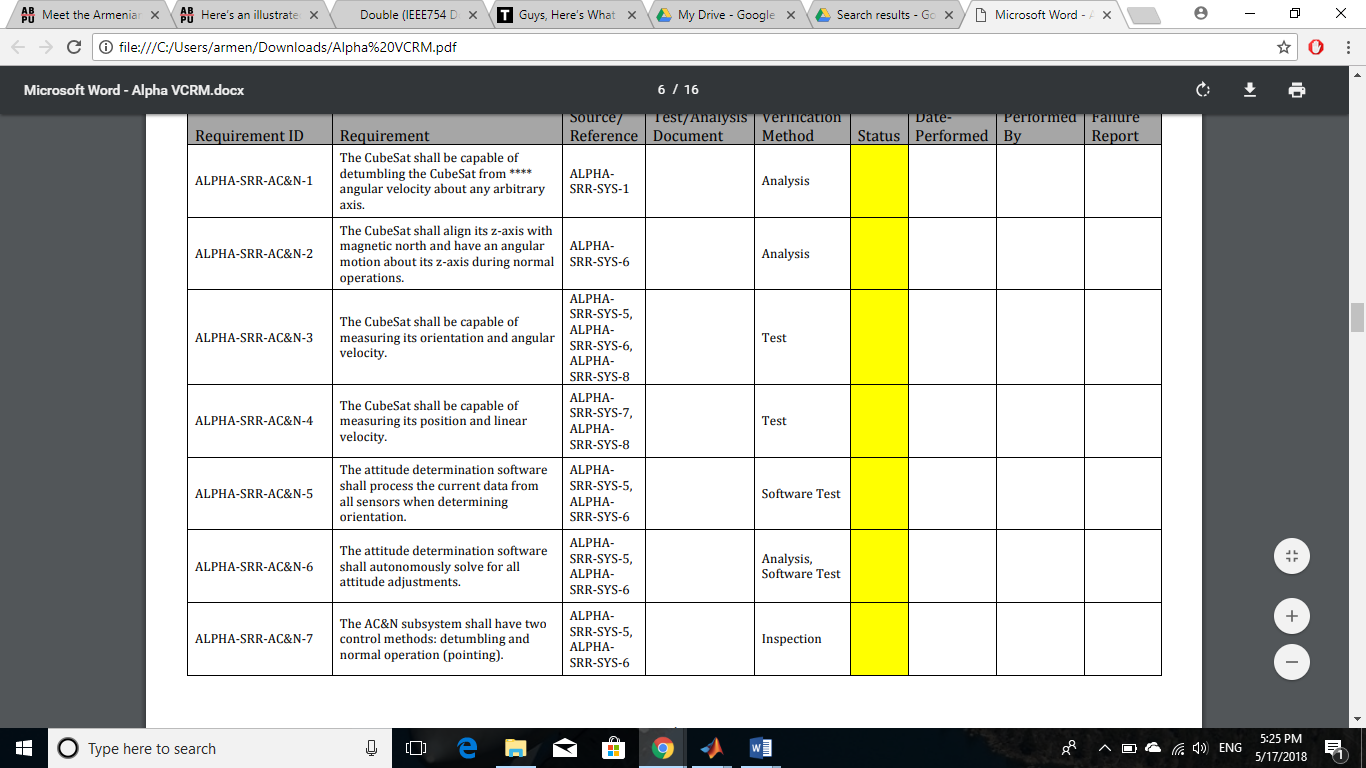 Meet the Armenian
Here's an illustrate
Double (IEEE754 D
Guys, Here's What
My Drive - Google
Search results - Go
Microsoft Word - A
file:///C:/Users/armen/Downloads/Alpha%20VCRM.pdf
Microsoft Word - Alpha VCRM.docx
6 / 16
Requirement ID
Requirement
Source/
Reference
Test/Analysis
Document
Verification
Method
Status
Date-
Performed
Performed
By
Failure
Report
ALPHA-SRR-AC&N-1
The CubeSat shall be capable of
detumbling the CubeSat from ****
angular velocity about any arbitrary
axis.
ALPHA-
SRR-SYS-1
Analysis
ALPHA-SRR-AC&N-2
The CubeSat shall align its z-axis with
magnetic north and have an angular
motion about its z-axis during normal
operations.
ALPHA-
SRR-SYS-6
Analysis
ALPHA-SRR-AC&N-3
The CubeSat shall be capable of
measuring its orientation and angular
velocity.
ALPHA-
SRR-SYS-5,
ALPHA-
SRR-SYS-6,
ALPHA-
SRR-SYS-8
Test
ALPHA-SRR-AC&N-4
The CubeSat shall be capable of
measuring its position and linear
velocity.
ALPHA-
SRR-SYS-7,
ALPHA-
SRR-SYS-8
Test
ALPHA-SRR-AC&N-5
The attitude determination software
shall process the current data from
all sensors when determining
orientation.
ALPHA-
SRR-SYS-5,
ALPHA-
SRR-SYS-6
Software Test
ALPHA-SRR-AC&N-6
The attitude determination software
shall autonomously solve for all
attitude adjustments.
ALPHA-
SRR-SYS-5,
ALPHA-
SRR-SYS-6
Analysis,
Software Test
ALPHA-SRR-AC&N-7
The AC&N subsystem shall have two
control methods: detumbling and
normal operation (pointing).
ALPHA-
SRR-SYS-5,
ALPHA-
SRR-SYS-6
Inspection
Type here to search
ENG
5:25 PM
5/17/2018
1